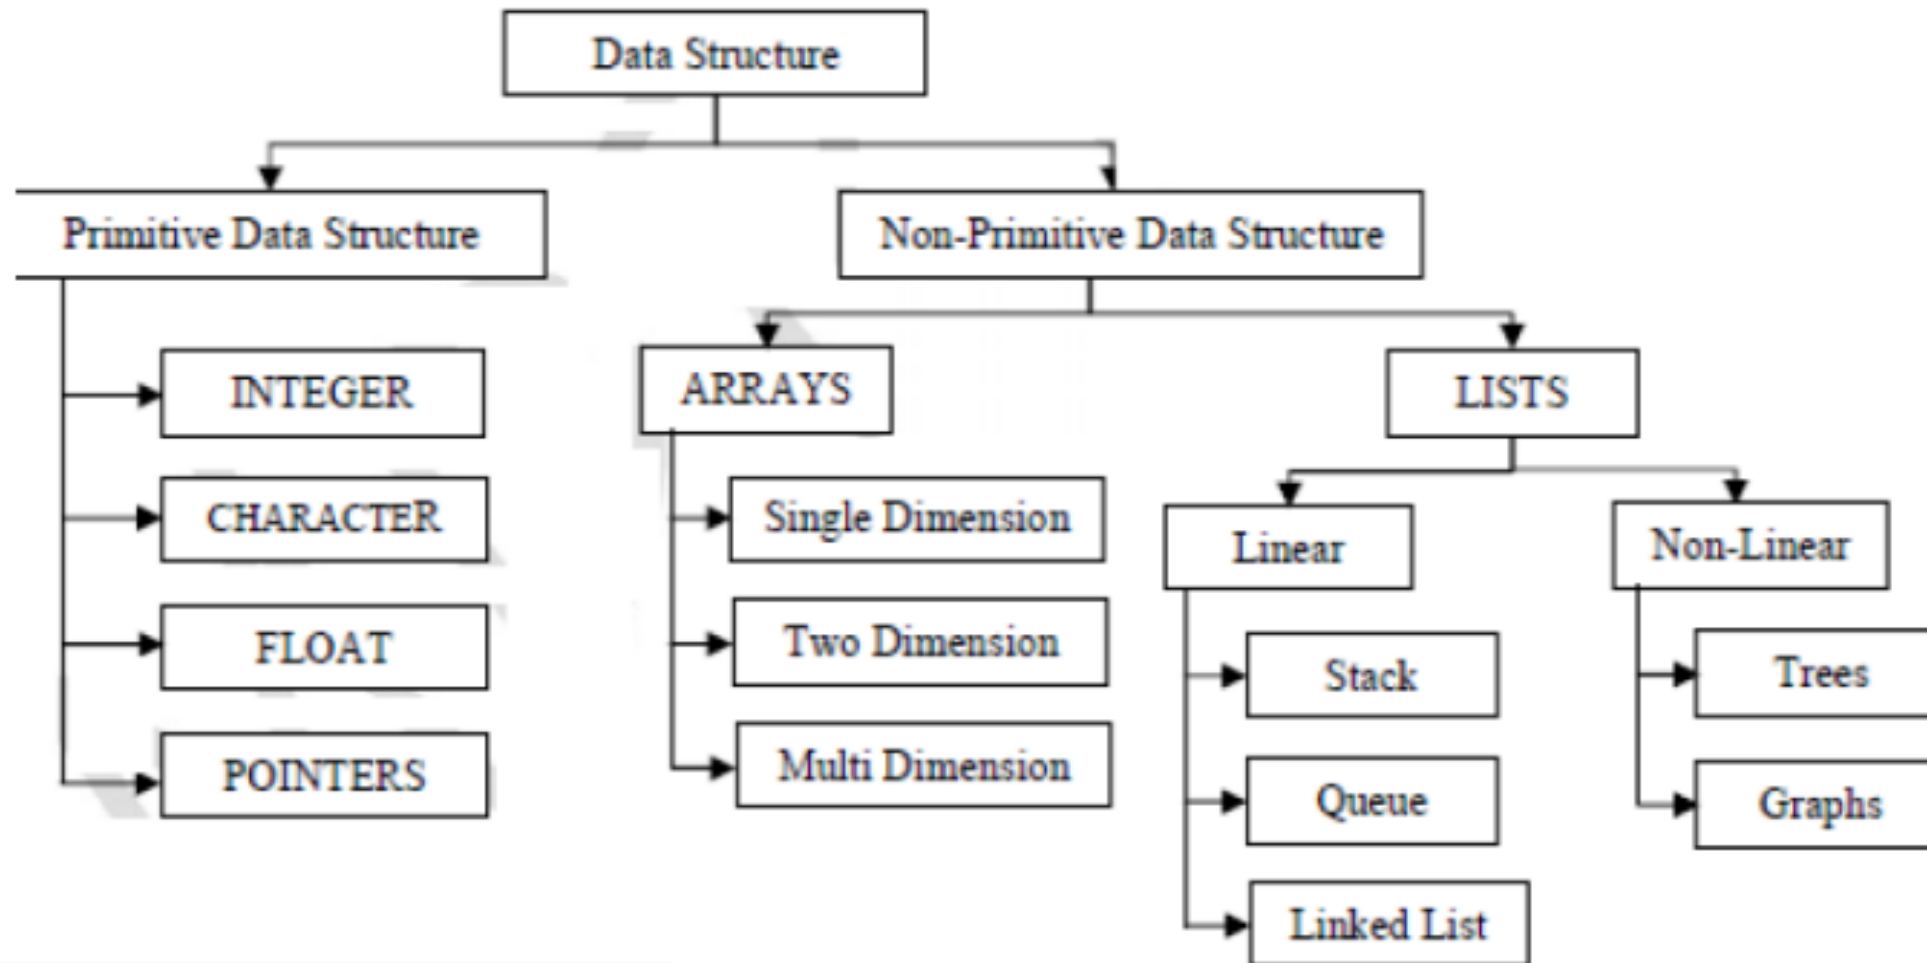 Data Structure
Primitive Data Structure
Non-Primitive Data Structure
INTEGER
CHARACTER
FLOAT
POINTERS
ARRAYS
Single Dimension
Two Dimension
Multi Dimension
LISTS
Linear
Stack
Queue
Linked List
Non-Linear
Trees
Graphs